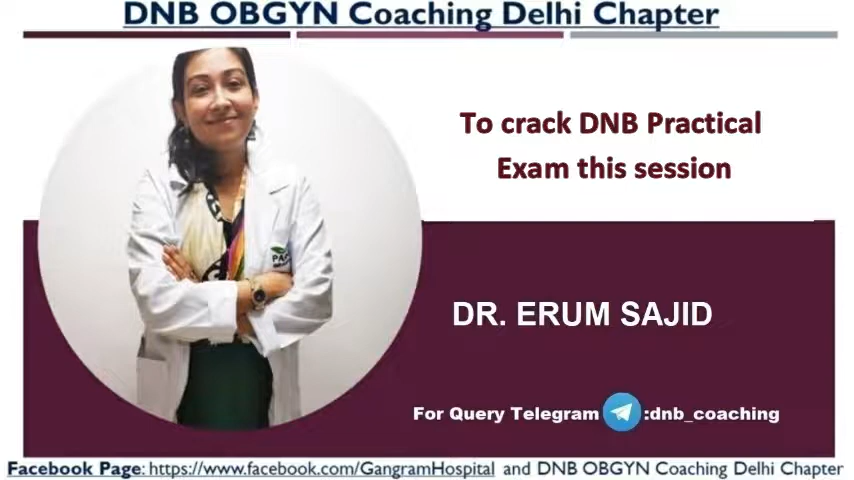 DNB OBGYN Coaching Delhi Chapter
To crack DNB Practical
Exam this session
DR. ERUM SAJID
For Query Telegram :dnb_coaching
Facebook Page: https://www.facebook.com/GangramHospital and DNB OBGYN Coaching Delhi Chapter